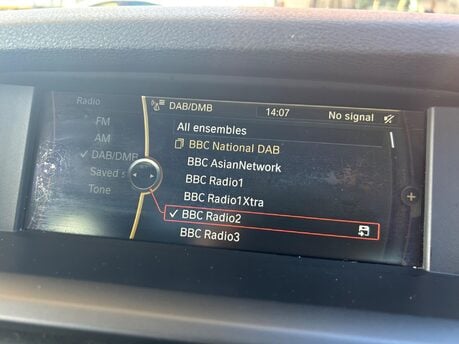 Radio
FM
AM
DAB/DMB
Saved s
Tone
DAB/DMB 14:07 No signal
All ensembles
BBC National DAB
BBC AsianNetwork
BBC Radio1
BBC Radio1Xtra
BBC Radio2
BBC Radio3